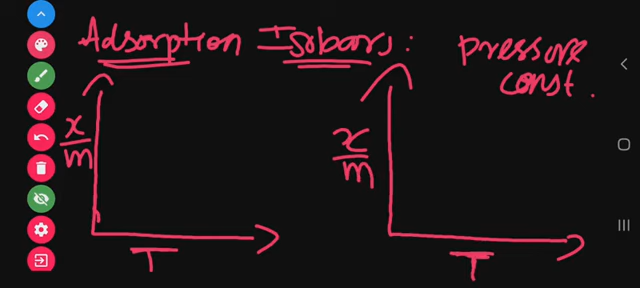 Adsorption Isobars : pressure
const.
x/m
x/m
T
T